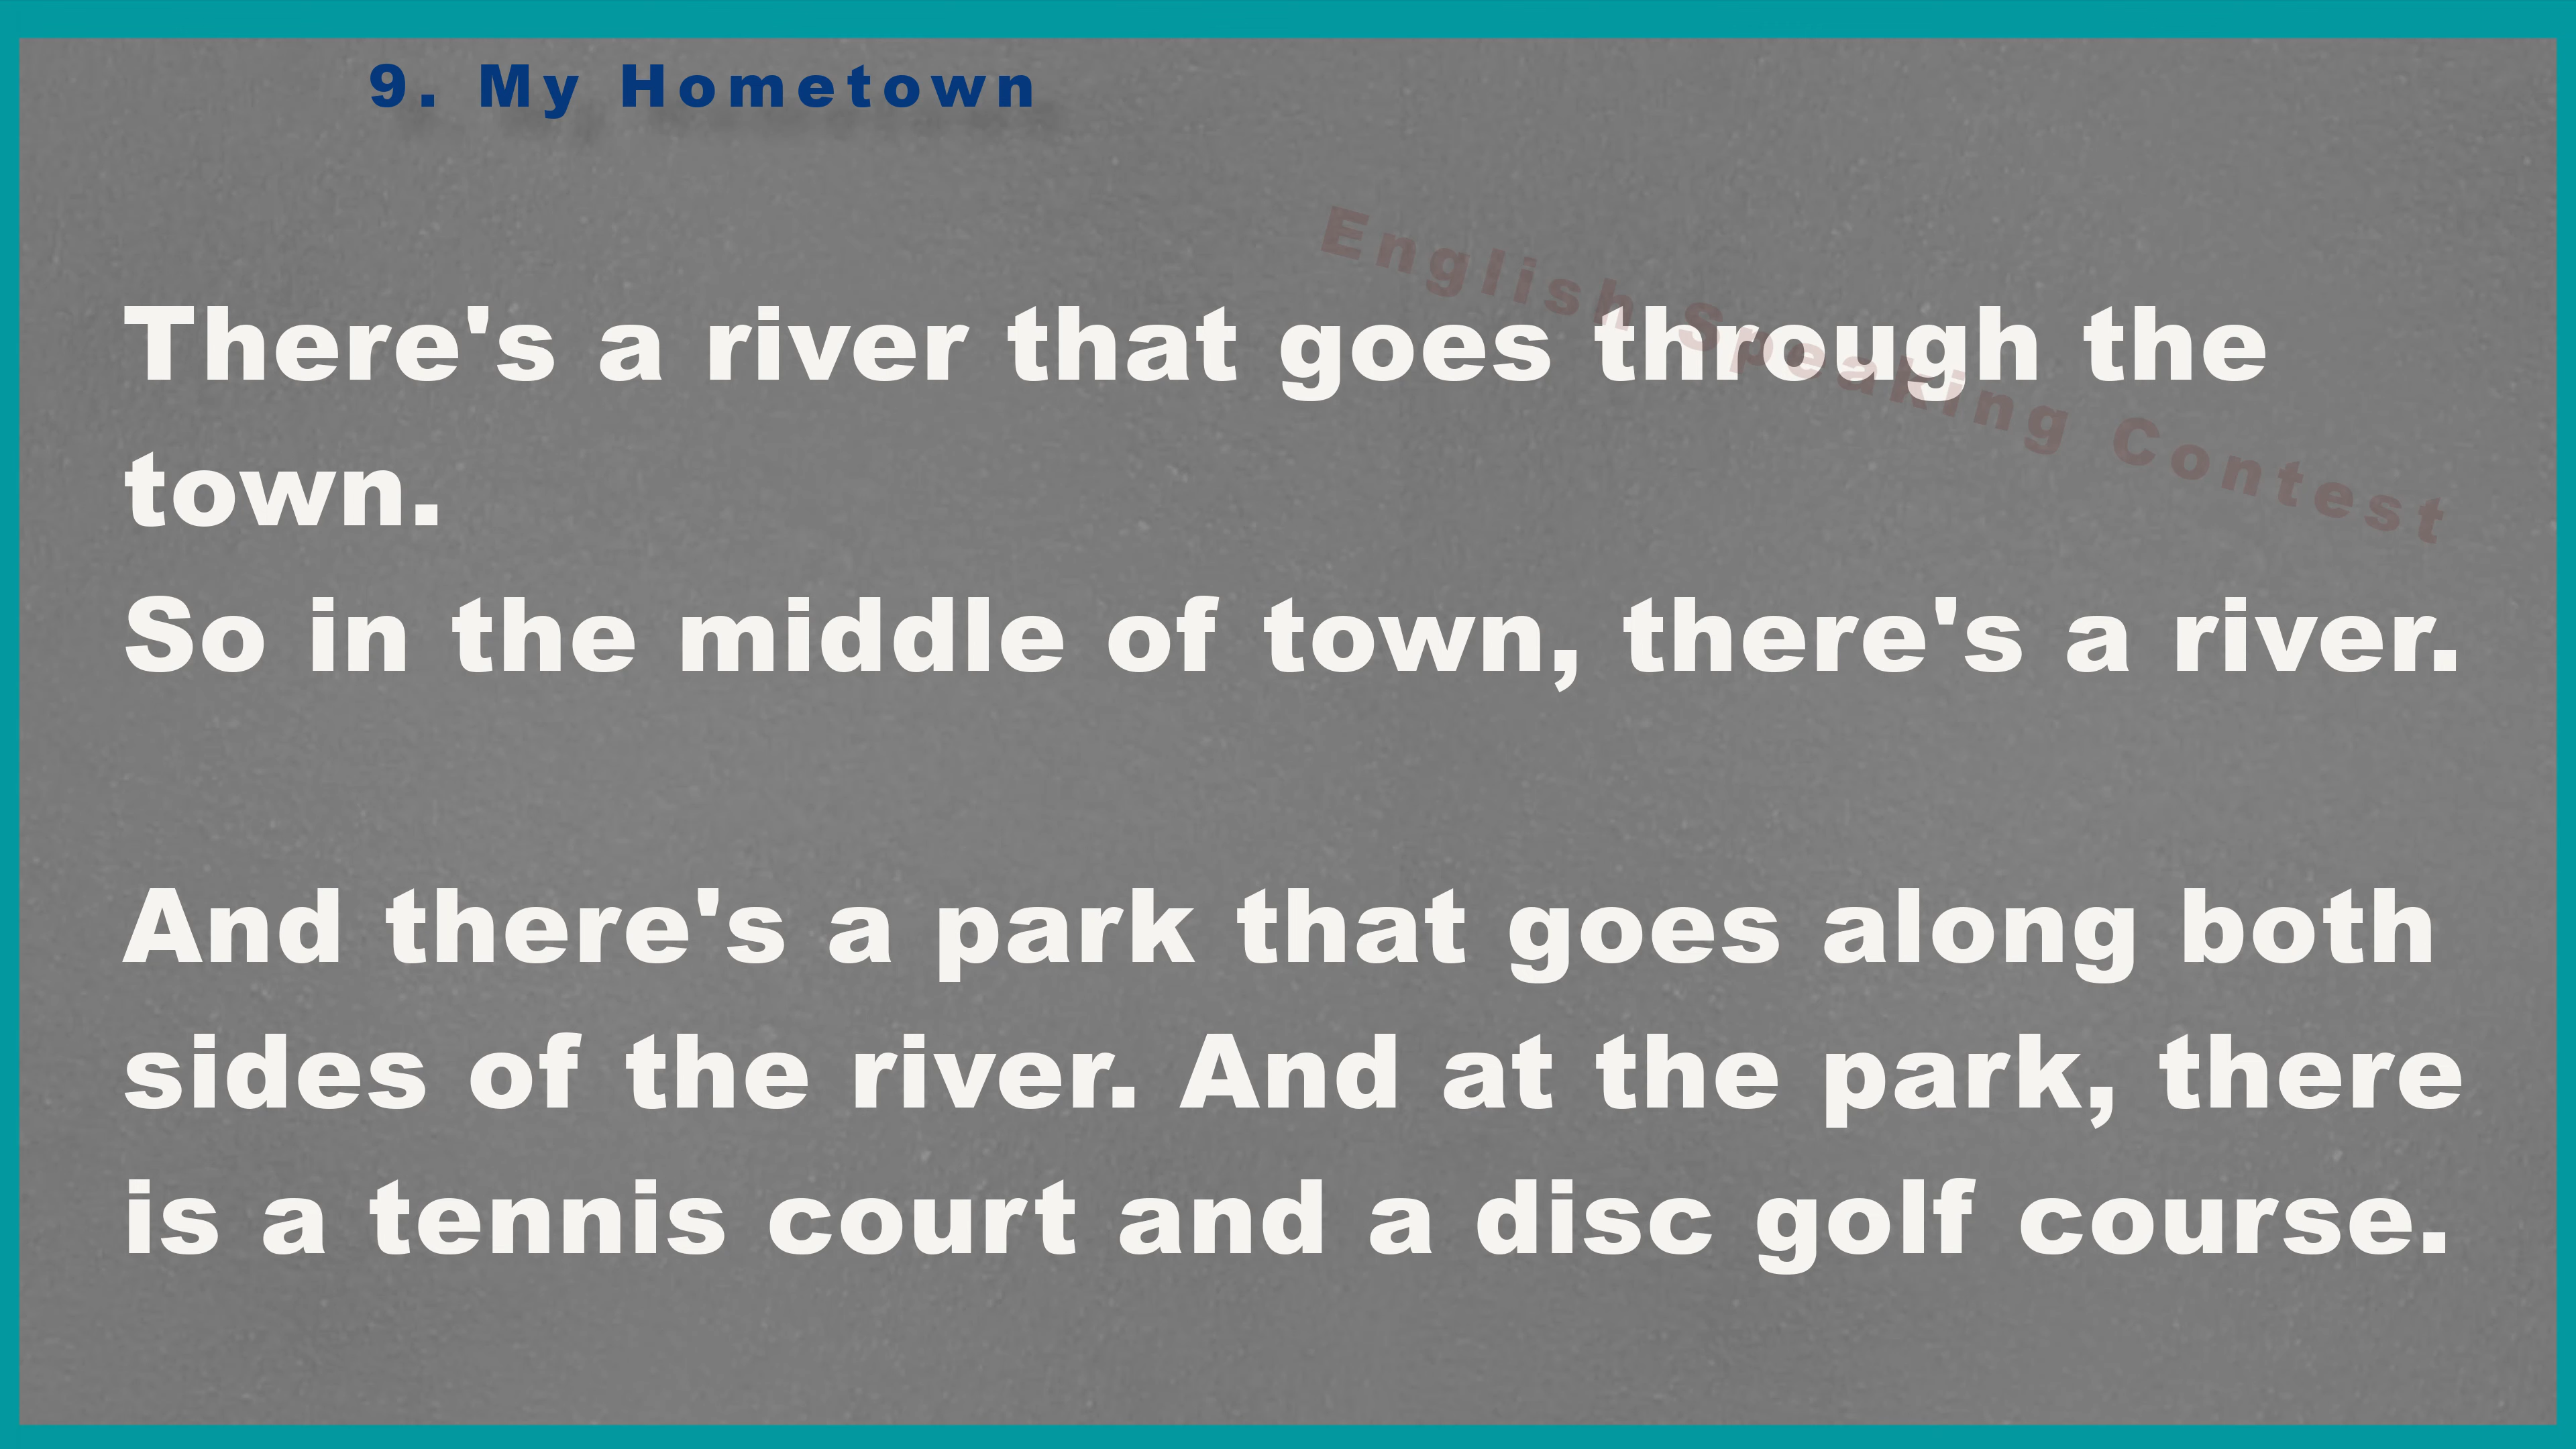 9. My Hometown
English Speaking Contest
There's a river that goes through the
town.
So in the middle of town, there's a river.
And there's a park that goes along both
sides of the river. And at the park, there
is a tennis court and a disc golf course.